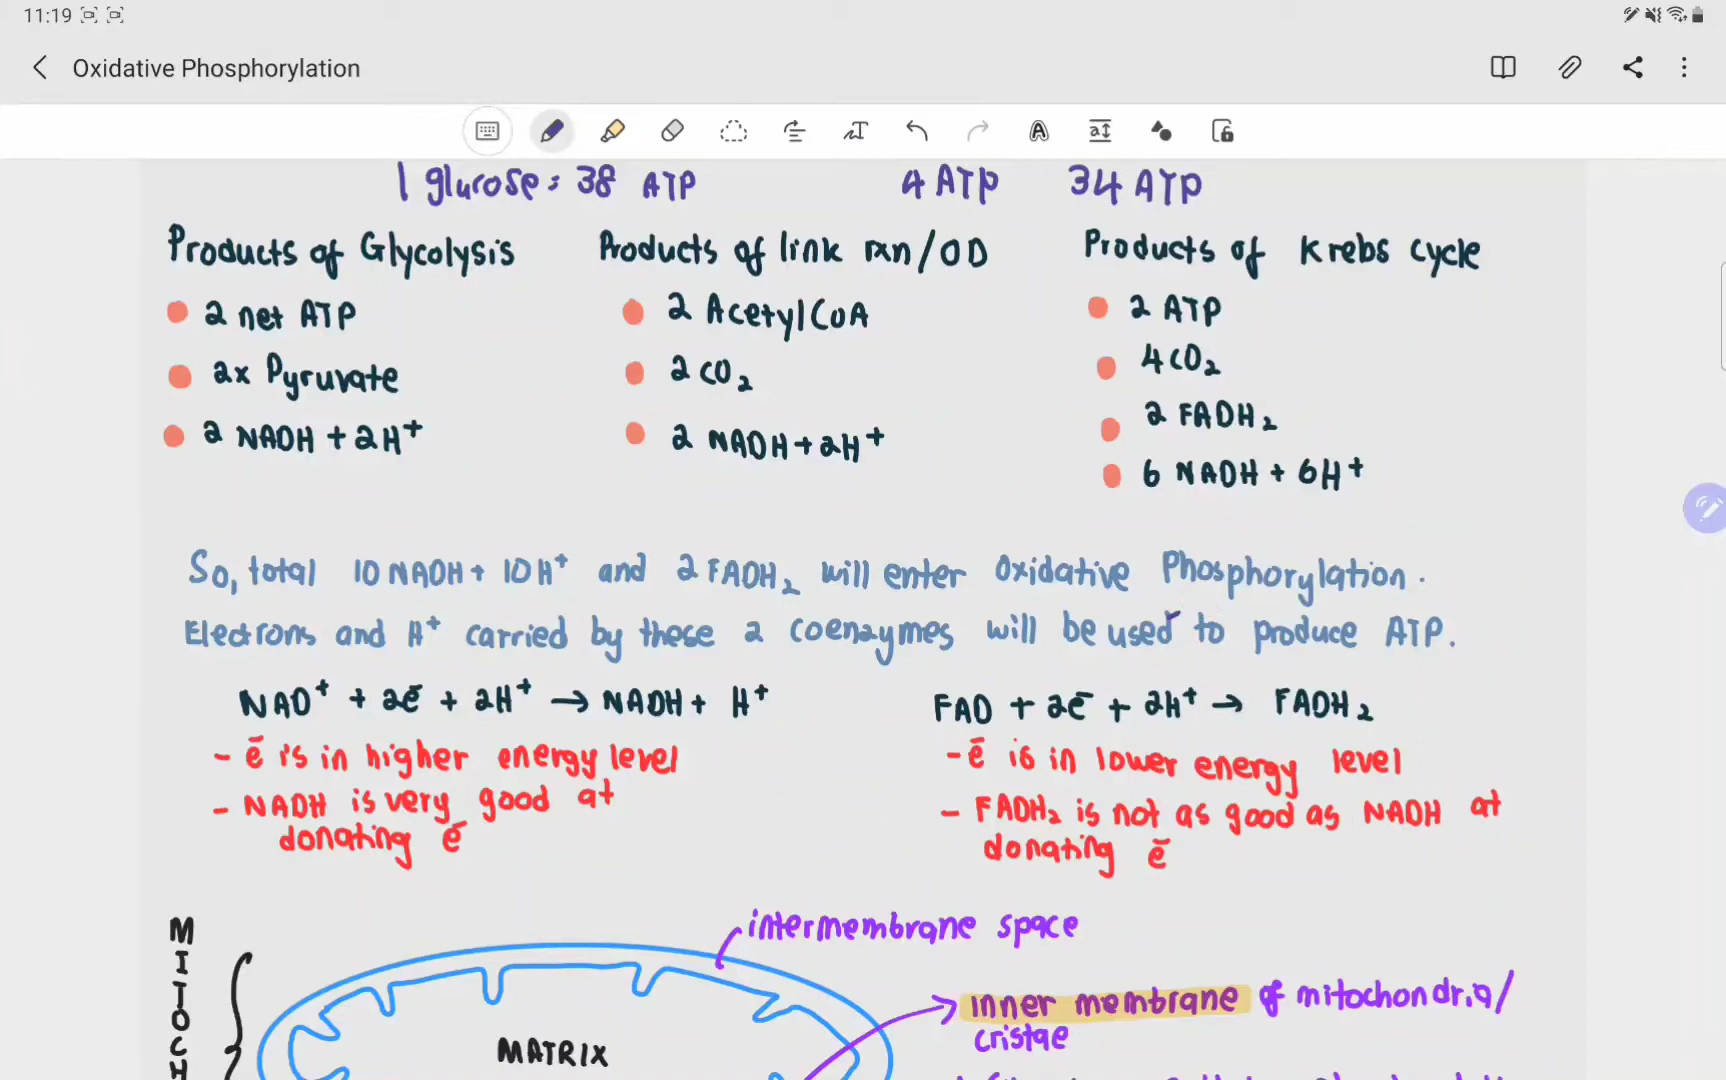 11:19
Oxidative Phosphorylation
1 glucose = 38 ATP 4 ATP 34 ATP
Products of Glycolysis
2 net ATP
2x Pyruvate
2 NADH + 2H⁺
Products of link rxn/OD
2 Acetyl CoA
2 CO₂
2 NADH + 2H⁺
Products of Krebs cycle
2 ATP
4CO₂
2 FADH₂
6 NADH + 6H⁺
So, total 10 NADH + 10H⁺ and 2 FADH₂ will enter Oxidative Phosphorylation.
Electrons and H⁺ carried by these 2 coenzymes will be used to produce ATP.
NAD⁺ + 2ē + 2H⁺ → NADH + H⁺
- ē is in higher energy level
- NADH is very good at
donating ē
FAD + 2ē + 2H⁺ → FADH₂
- ē is in lower energy level
- FADH₂ is not as good as NADH at
donating ē
MITOCH
intermembrane space
inner membrane of mitochondria/
cristae
MATRIX